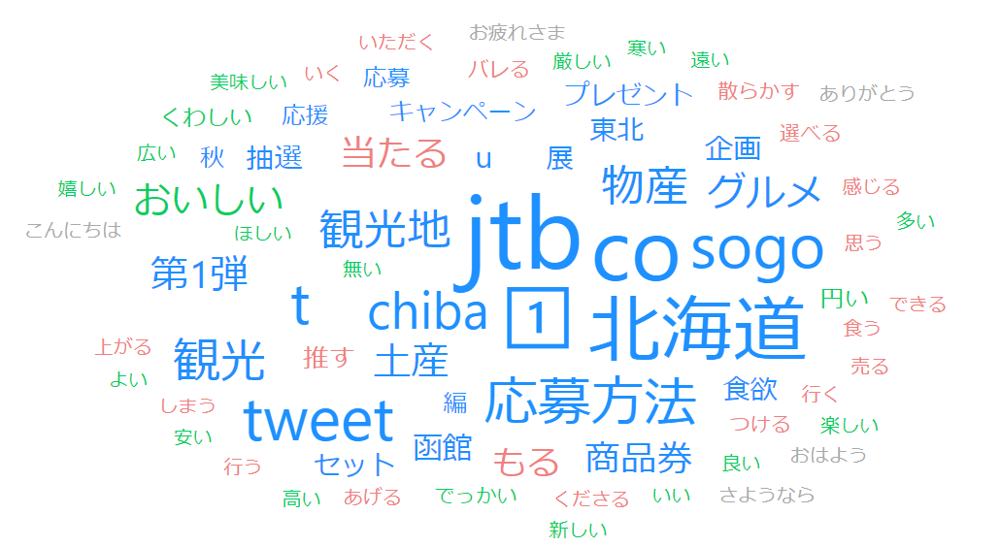 お疲れさま
いただく
寒い
厳しい
遠い
バレる
いく
応募
美味しい
プレゼント
散らかす
ありがとう
キャンペーン
くわしい
応援
東北
選べる
企画
当たる
広い
秋
抽選
u
展
物産
グルメ
感じる
嬉しい
おいしい
jtb
多い
観光地
こんにちは
ほしい
co
sogo
思う
無い
第1弾
t
chiba
1
北海道
円い
できる
食う
上がる
観光
推す
土産
売る
よい
食欲
行く
編
応募方法
しまう
tweet
つける
楽しい
安い
函館
もる
商品券
おはよう
行う
セット
良い
高い
あげる
でっかい
くださる
いい
さようなら
新しい